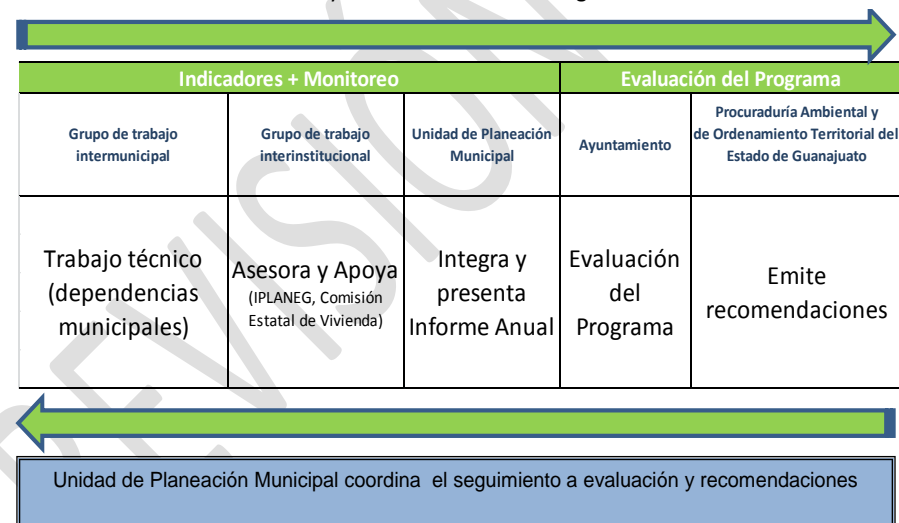 Indicadores + Monitoreo
Evaluación del Programa
Grupo de trabajo
intermunicipal
Grupo de trabajo
interinstitucional
Unidad de Planeación
Municipal
Ayuntamiento
Procuraduría Ambiental y
de Ordenamiento Territorial del
Estado de Guanajuato
Trabajo técnico
(dependencias
municipales)
Asesora y Apoya
(IPLANEG, Comisión
Estatal de Vivienda)
Integra y
presenta
Informe Anual
Evaluación
del
Programa
Emite
recomendaciones
Unidad de Planeación Municipal coordina el seguimiento a evaluación y recomendaciones
REVISIÓN